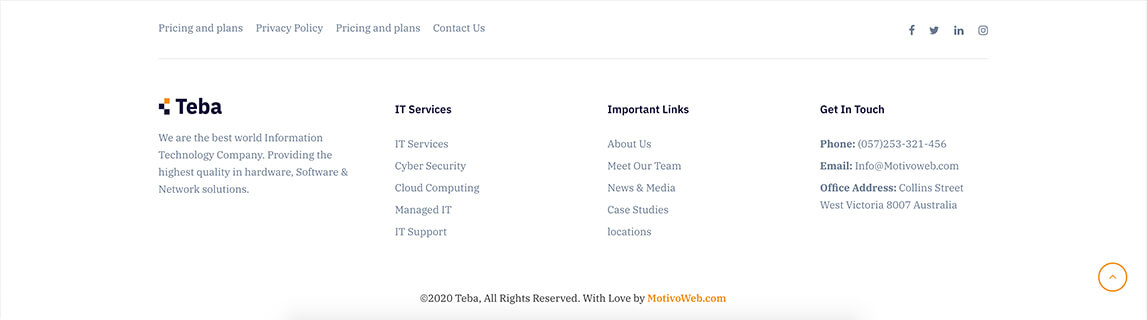 Pricing and plans Privacy Policy Pricing and plans Contact Us
Teba
We are the best world Information
Technology Company. Providing the
highest quality in hardware, Software &
Network solutions.
IT Services
IT Services
Cyber Security
Cloud Computing
Managed IT
IT Support
Important Links
About Us
Meet Our Team
News & Media
Case Studies
locations
Get In Touch
Phone: (057)253-321-456
Email: Info@Motivoweb.com
Office Address: Collins Street
West Victoria 8007 Australia
©2020 Teba, All Rights Reserved. With Love by MotivoWeb.com